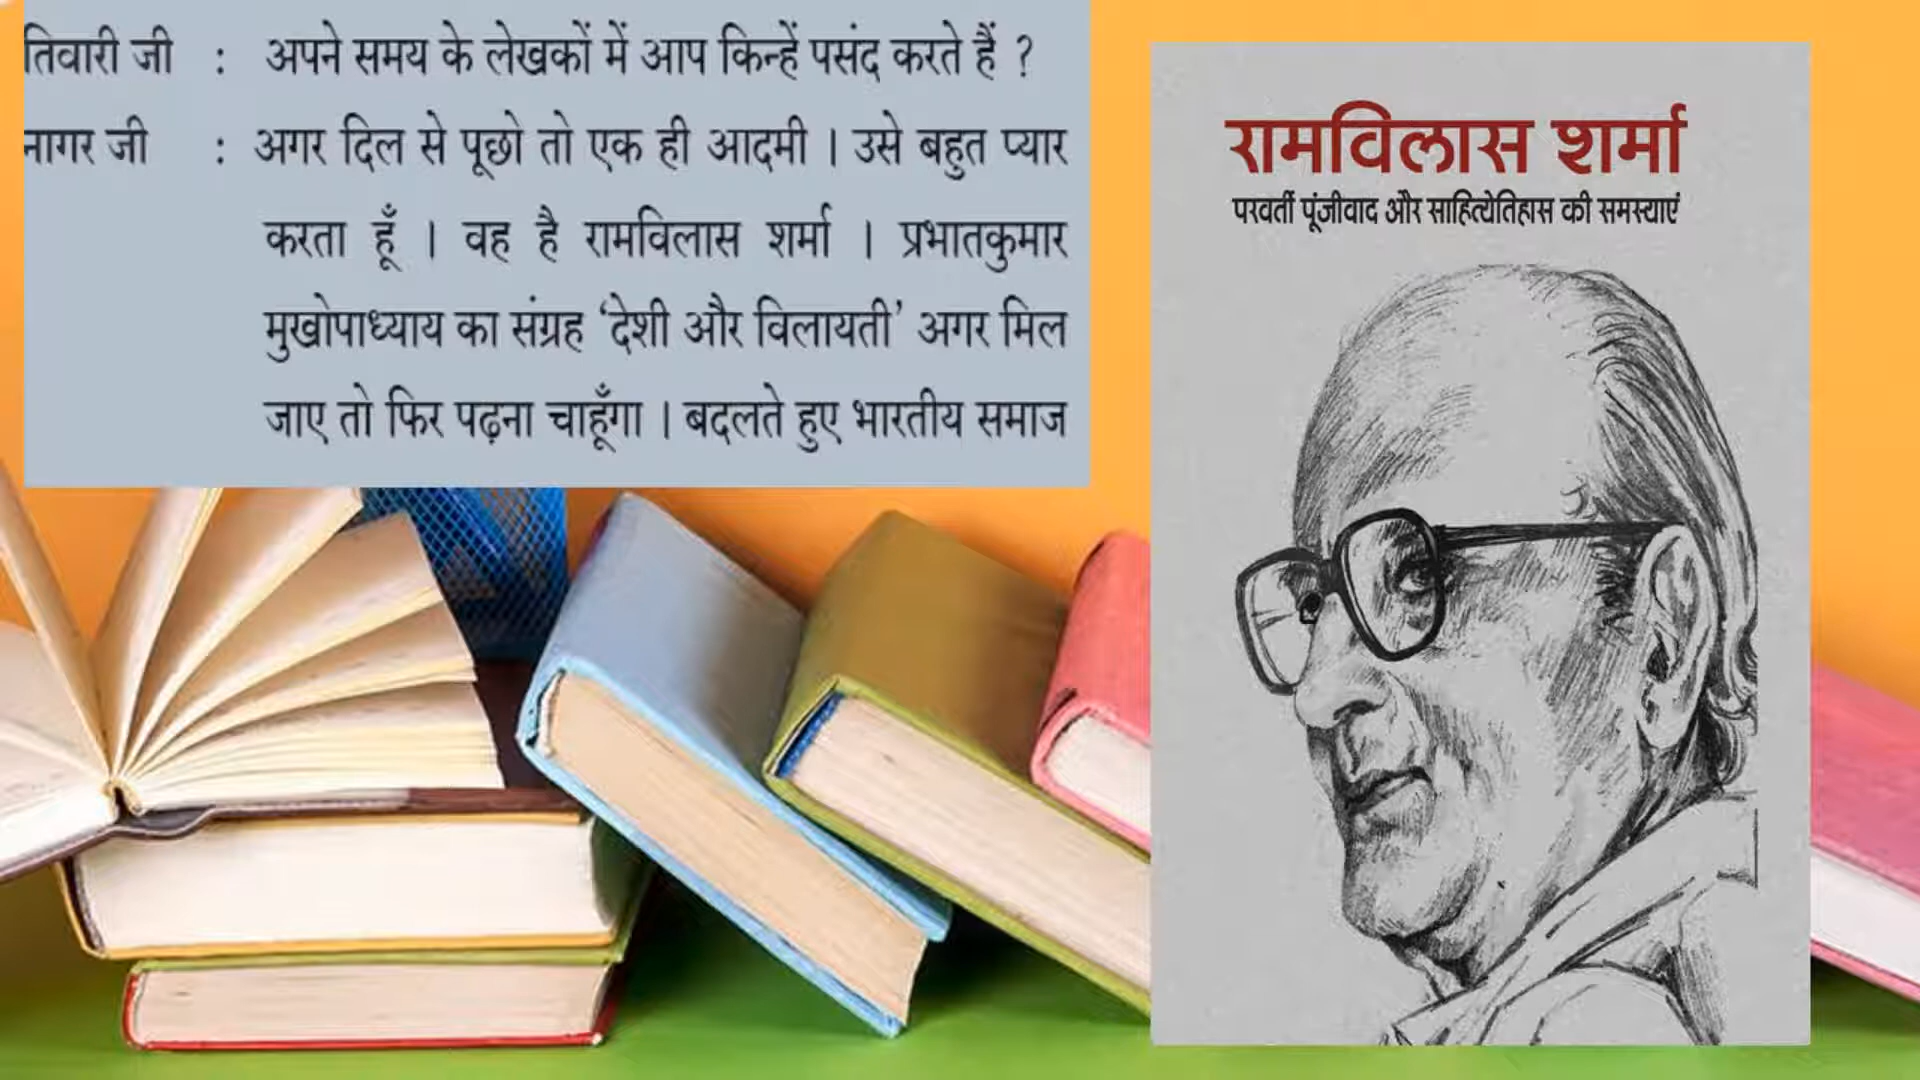 तिवारी जी : अपने समय के लेखकों में आप किन्हें पसंद करते हैं ?
नागर जी : अगर दिल से पूछो तो एक ही आदमी । उसे बहुत प्यार
करता हूँ । वह है रामविलास शर्मा । प्रभातकुमार
मुखोपाध्याय का संग्रह ‘देशी और विलायती’ अगर मिल
जाए तो फिर पढ़ना चाहूँगा । बदलते हुए भारतीय समाज
रामविलास शर्मा
परवर्ती पूंजीवाद और साहित्येतिहास की समस्याएं